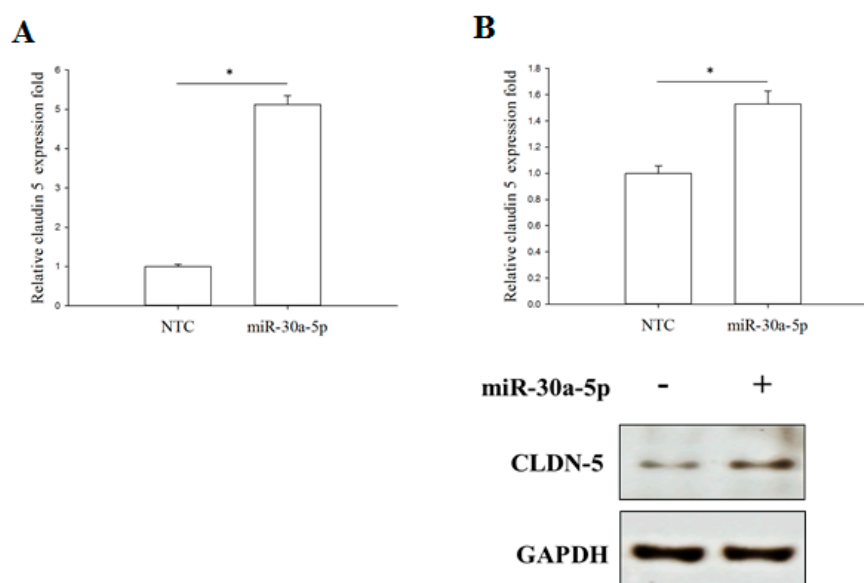 A
Relative claudin 5  expression fold
6
5
4
3
2
1
0
*
NTC
miR-30a-5p
B
Relative claudin 5  expression fold
1.8
1.6
1.4
1.2
1.0
0.8
0.6
0.4
0.2
0.0
*
NTC
miR-30a-5p
miR-30a-5p - +
CLDN-5
GAPDH